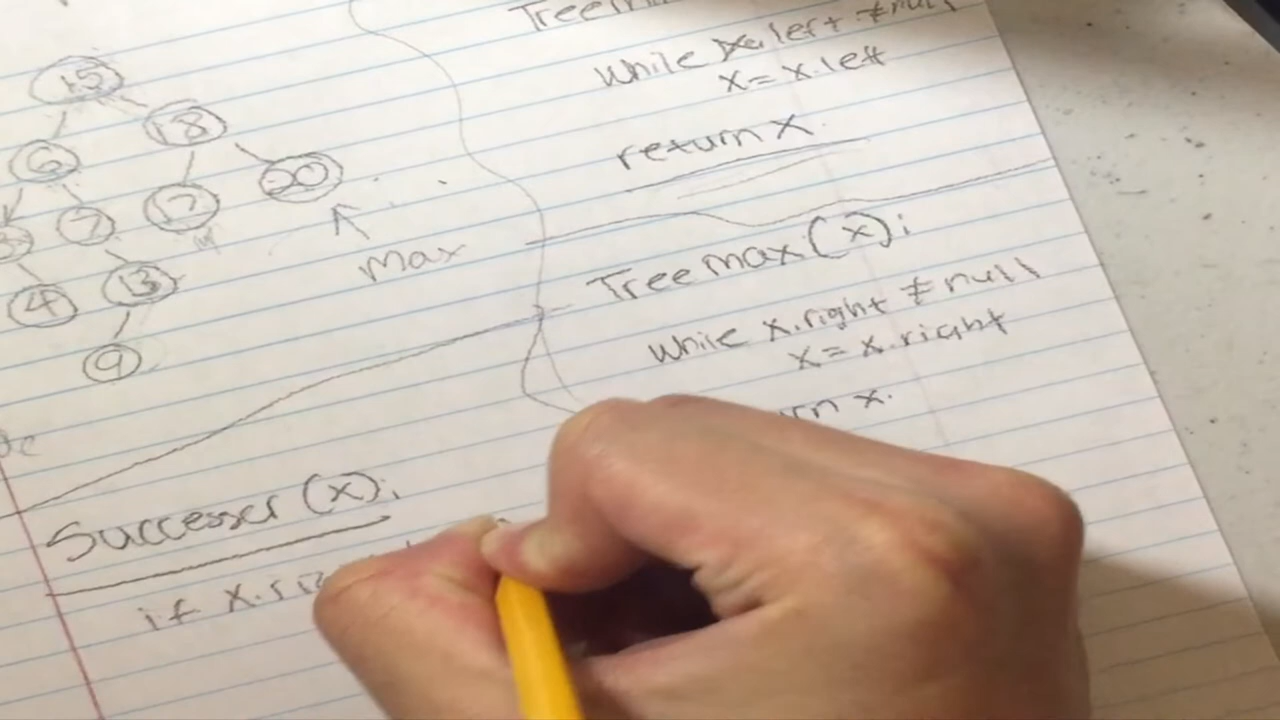 15
18
6
20
17
7
13
4
9
Max
Tree
while x.left ≠ null
x = x.left
return x
Tree max(x):
while x.right ≠ null
x = x.right
x.
Successer (x):
if x.